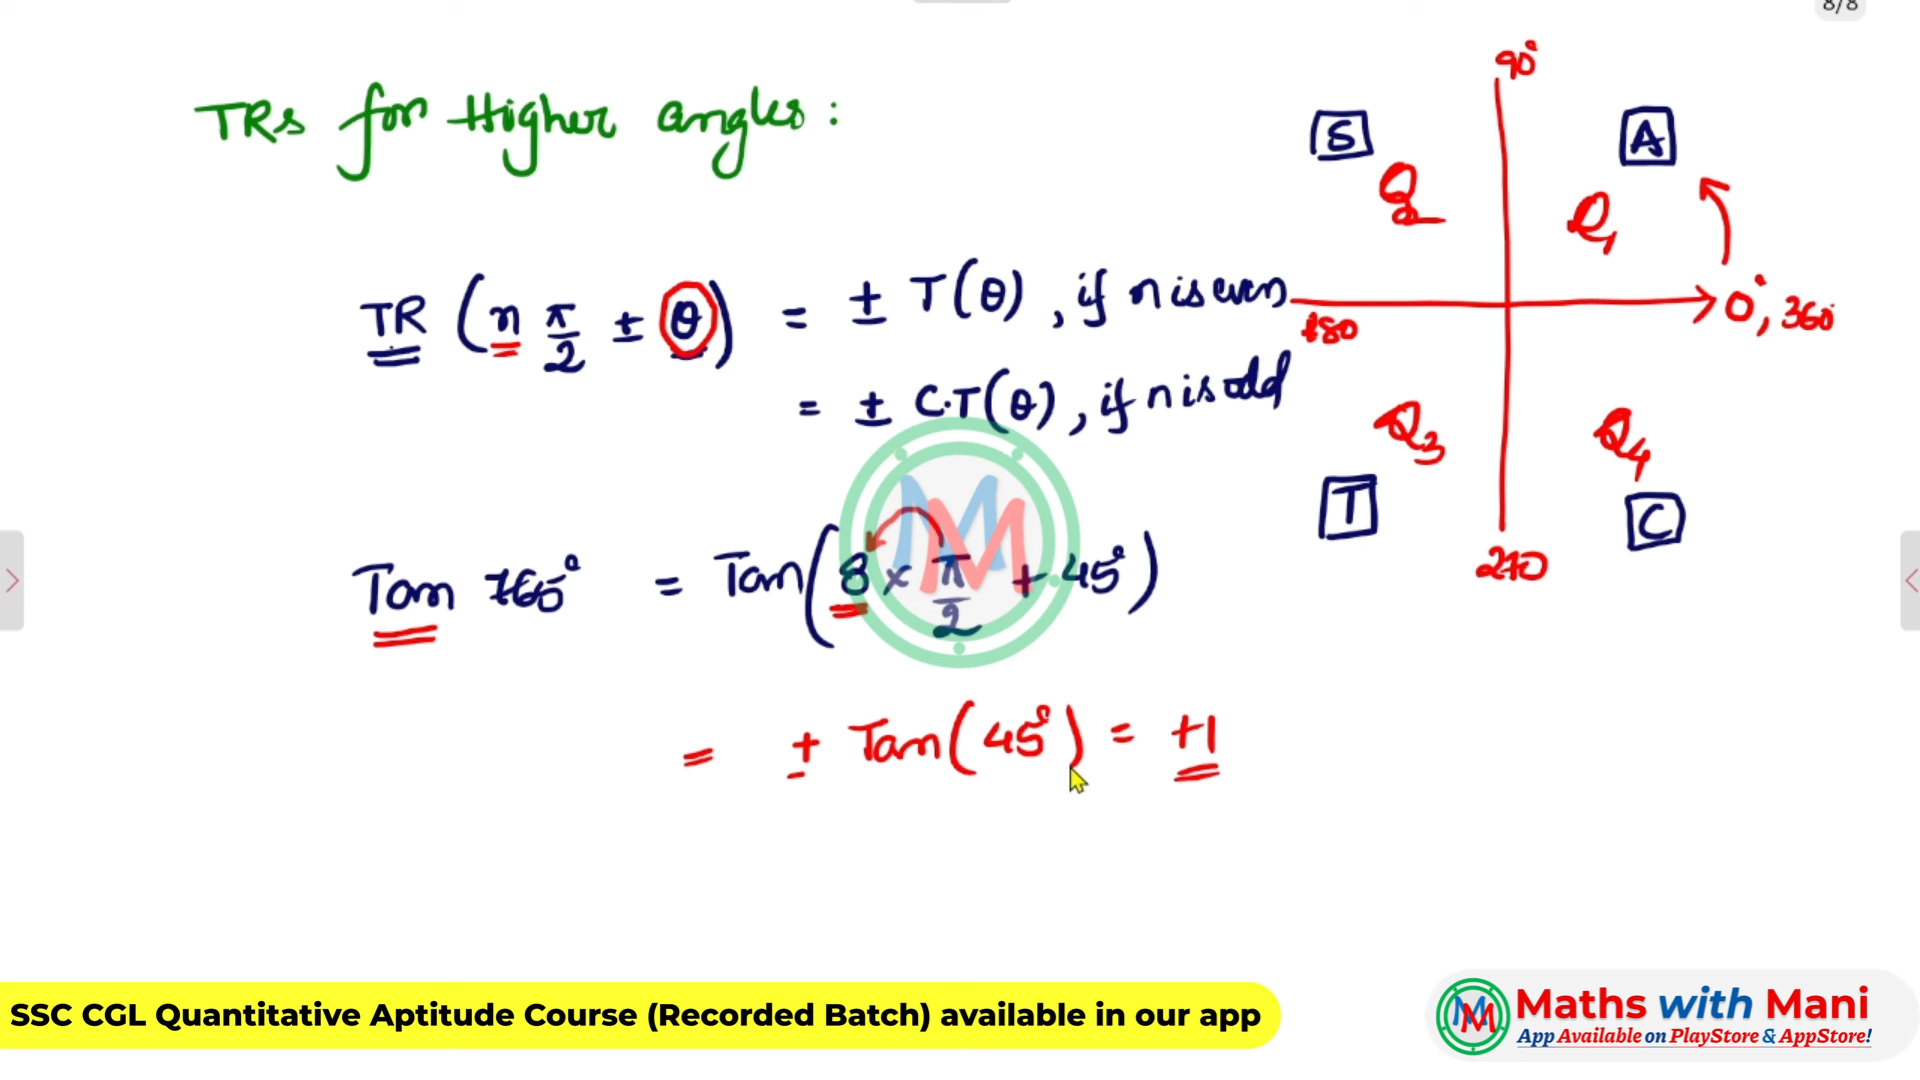 8/8
TRs for Higher angles:
TR (n π/2 ± θ) = ± T(θ), if n is even
= ± C.T(θ), if n is odd
Tan 765° = Tan(8 × π/2 + 45°)
= ± Tan(45°) = +1
90°
S
A
Q2
Q1
180
0°, 360°
Q3
Q4
T
C
270
MM
SSC CGL Quantitative Aptitude Course (Recorded Batch) available in our app
MM
Maths with Mani
App Available on PlayStore & AppStore!